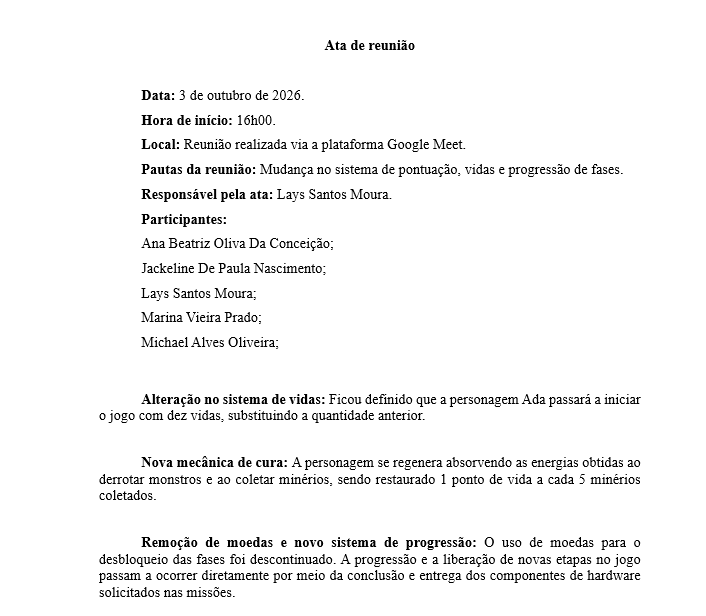 Ata de reunião
Data: 3 de outubro de 2026.
Hora de início: 16h00.
Local: Reunião realizada via a plataforma Google Meet.
Pautas da reunião: Mudança no sistema de pontuação, vidas e progressão de fases.
Responsável pela ata: Lays Santos Moura.
Participantes:
Ana Beatriz Oliva Da Conceição;
Jackeline De Paula Nascimento;
Lays Santos Moura;
Marina Vieira Prado;
Michael Alves Oliveira;
Alteração no sistema de vidas: Ficou definido que a personagem Ada passará a iniciar
o jogo com dez vidas, substituindo a quantidade anterior.
Nova mecânica de cura: A personagem se regenera absorvendo as energias obtidas ao
derrotar monstros e ao coletar minérios, sendo restaurado 1 ponto de vida a cada 5 minérios
coletados.
Remoção de moedas e novo sistema de progressão: O uso de moedas para o
desbloqueio das fases foi descontinuado. A progressão e a liberação de novas etapas no jogo
passam a ocorrer diretamente por meio da conclusão e entrega dos componentes de hardware
solicitados nas missões.